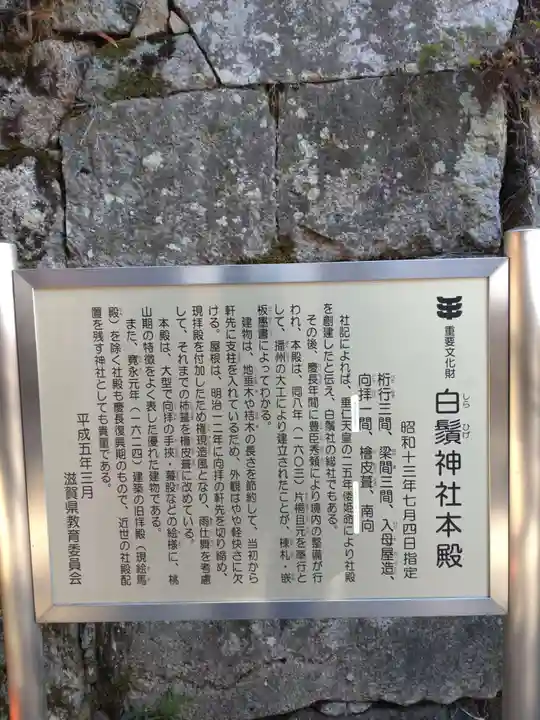 重要文化財
白鬚神社本殿
しら ひげ
昭和十三年七月四日指定
桁行三間、梁間三間、入母屋造、
向拝一間、檜皮葺、南向
社記によれば、垂仁天皇の二五年倭姫命により社殿
を創建したと伝え、白鬚社の総社でもある。
その後、慶長年間に豊臣秀頼により境内の整備が行
われ、本殿は、同八年(一六〇三)片桐且元を奉行と
して、播州の大工により建立されたことが、棟札・嵌
板墨書によってわかる。
建物は、地垂木や桔木の長さを節約して、当初から
軒先に支柱を入れているため、外観はやや軽快さに欠
ける。屋根は、明治一二年に向拝の軒先を切り縮め、
現拝殿を付加したため権現造風となり、雨仕舞を考慮
して、それまでの杮葺を檜皮葺に改めている。
本殿は、大型で向拝の手挾・蟇股などの絵様に、桃
山期の特徴をよく表した優れた建物である。
また、寛永元年(一六二四)建築の旧拝殿(現絵馬
殿)を除く社殿も慶長復興期のもので、近世の社殿配
置を残す神社としても貴重である。
平成五年三月
滋賀県教育委員会